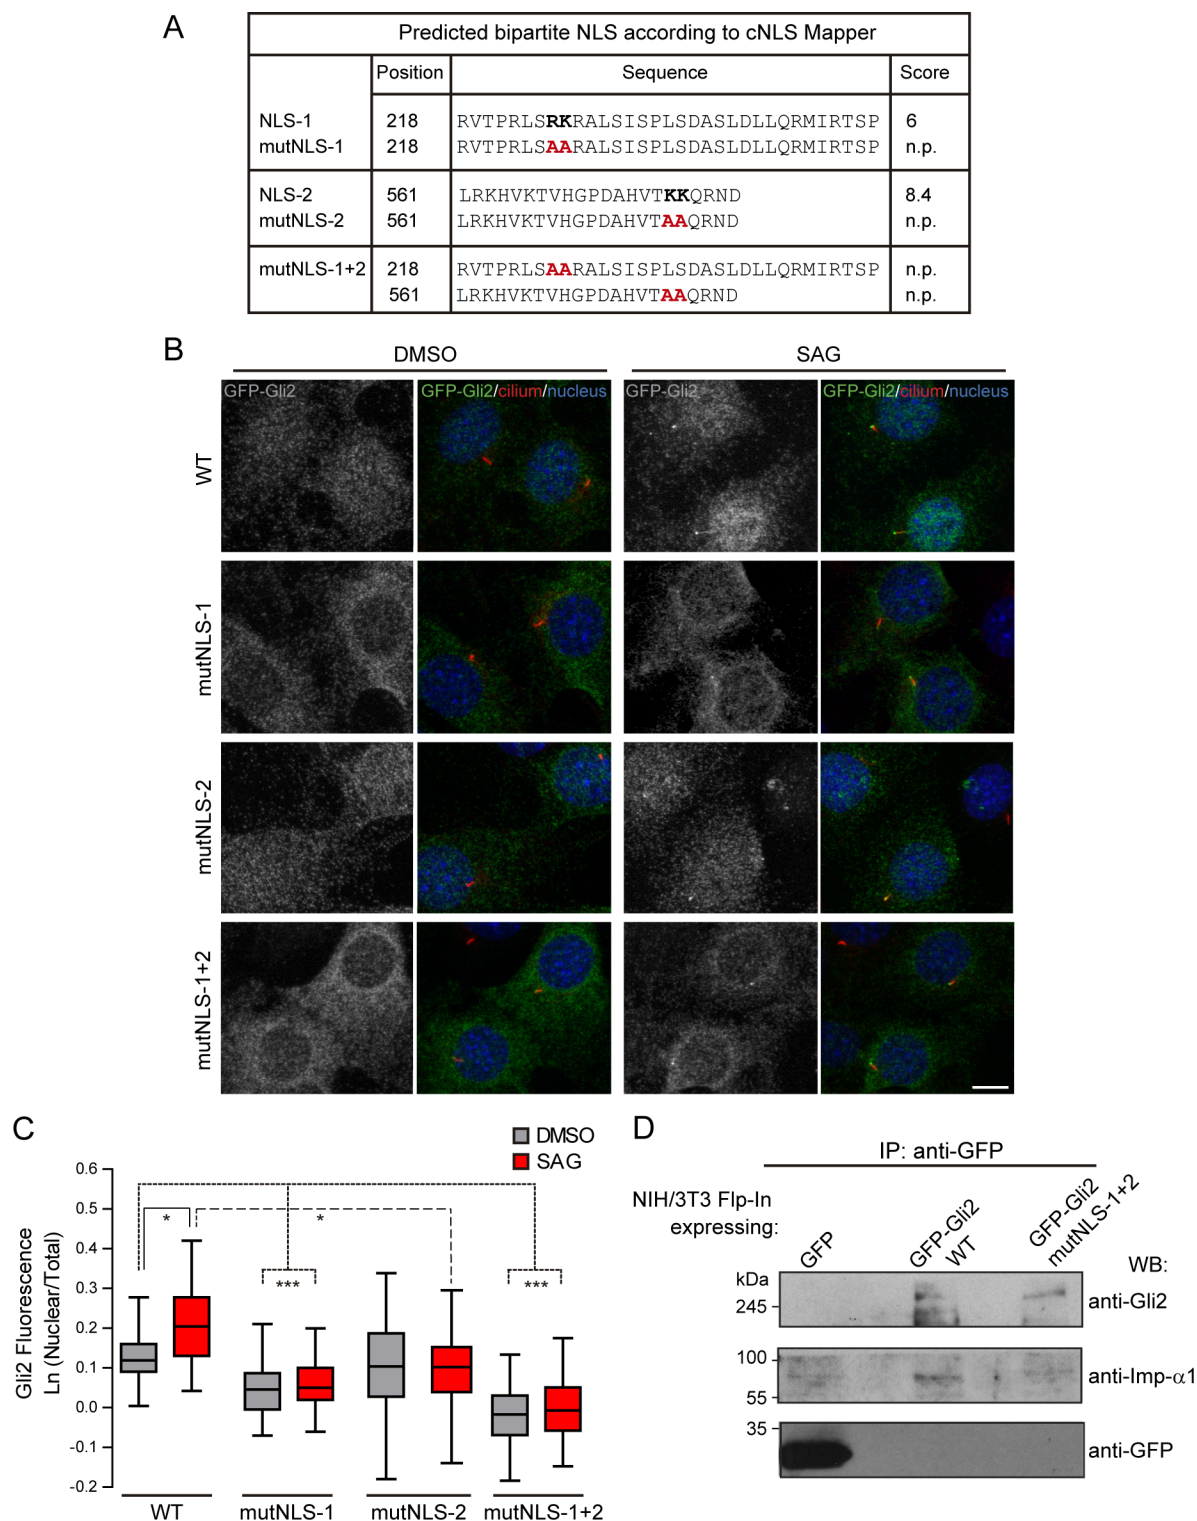 A
Predicted bipartite NLS according to cNLS Mapper
Position Sequence Score
NLS-1 218 RVTPRLSRKRALSISPLSDASLDLLQRMIRTSP 6
mutNLS-1 218 RVTPRLSAARALSISPLSDASLDLLQRMIRTSP n.p.
NLS-2 561 LRKHVKTVHGPDAHVTKKQRND 8.4
mutNLS-2 561 LRKHVKTVHGPDAHVTAAQRND n.p.
mutNLS-1+2 218 RVTPRLSAARALSISPLSDASLDLLQRMIRTSP n.p.
561 LRKHVKTVHGPDAHVTAAQRND n.p.
B
DMSO SAG
GFP-Gli2 GFP-Gli2/cilium/nucleus GFP-Gli2 GFP-Gli2/cilium/nucleus
WT
mutNLS-1
mutNLS-2
mutNLS-1+2
C
DMSO
SAG
Gli2 Fluorescence
Ln (Nuclear/Total)
0.6
0.5
0.4
0.3
0.2
0.1
0.0
-0.1
-0.2
* * *** ***
WT mutNLS-1 mutNLS-2 mutNLS-1+2
D
IP: anti-GFP
NIH/3T3 Flp-In
expressing:
GFP
GFP-Gli2
WT
GFP-Gli2
mutNLS-1+2
WB:
kDa
245 anti-Gli2
100
55 anti-Imp-α1
35
anti-GFP